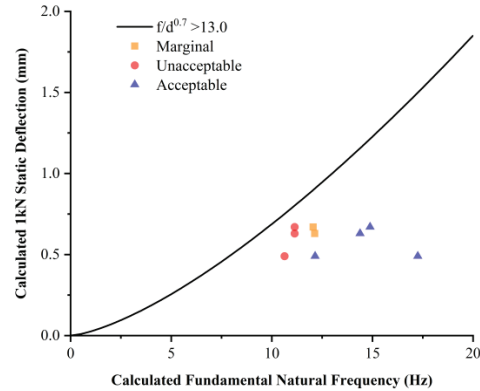 f/d^0.7 >13.0
Marginal
Unacceptable
Acceptable
2.0
1.5
1.0
0.5
0.0
0
5
10
15
20
Calculated 1kN Static Deflection (mm)
Calculated Fundamental Natural Frequency (Hz)